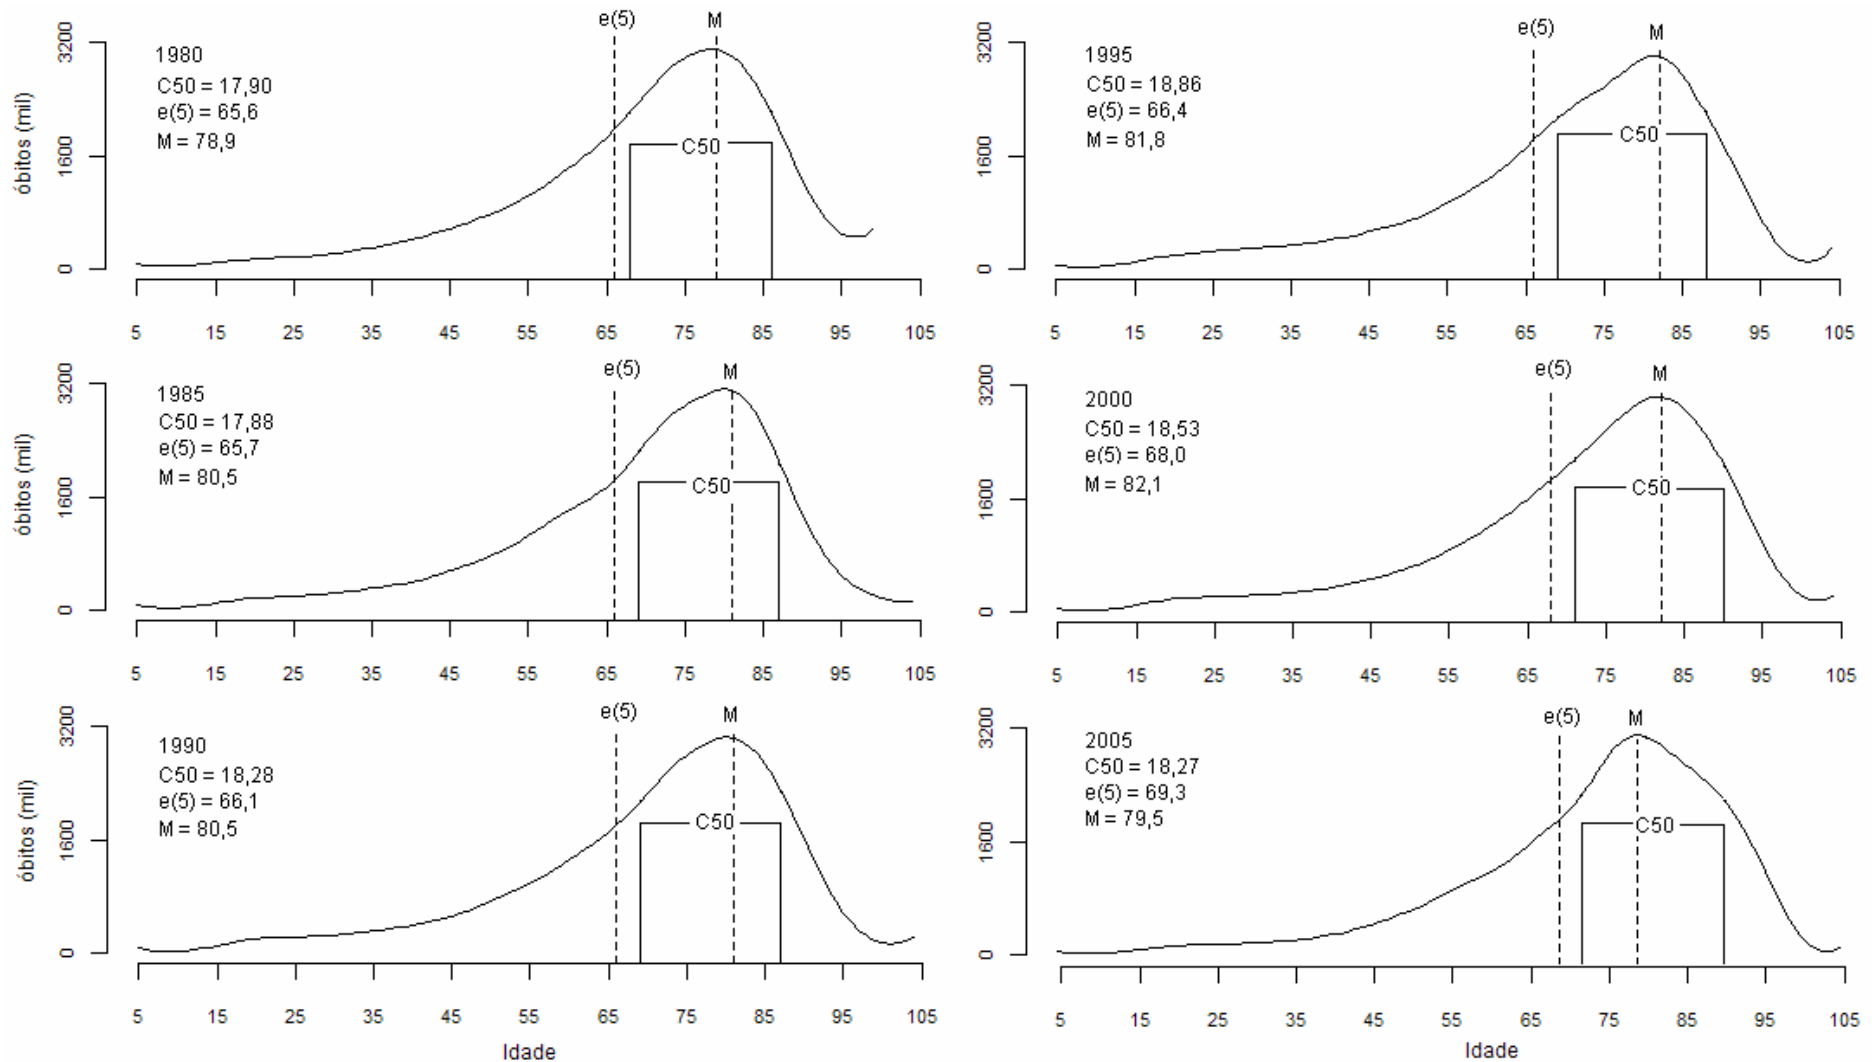 e(5) M
3200
1980
C50 = 17,90
e(5) = 65,6
M = 78,9
C50
1600
0
óbitos (mil)
5 15 25 35 45 55 65 75 85 95 105
e(5) M
3200
1995
C50 = 18,86
e(5) = 66,4
M = 81,8
C50
1600
0
5 15 25 35 45 55 65 75 85 95 105
e(5) M
3200
1985
C50 = 17,88
e(5) = 65,7
M = 80,5
C50
1600
0
óbitos (mil)
5 15 25 35 45 55 65 75 85 95 105
e(5) M
3200
2000
C50 = 18,53
e(5) = 68,0
M = 82,1
C50
1600
0
5 15 25 35 45 55 65 75 85 95 105
e(5) M
3200
1990
C50 = 18,28
e(5) = 66,1
M = 80,5
C50
1600
0
óbitos (mil)
5 15 25 35 45 55 65 75 85 95 105
Idade
e(5) M
3200
2005
C50 = 18,27
e(5) = 69,3
M = 79,5
C50
1600
0
5 15 25 35 45 55 65 75 85 95 105
Idade